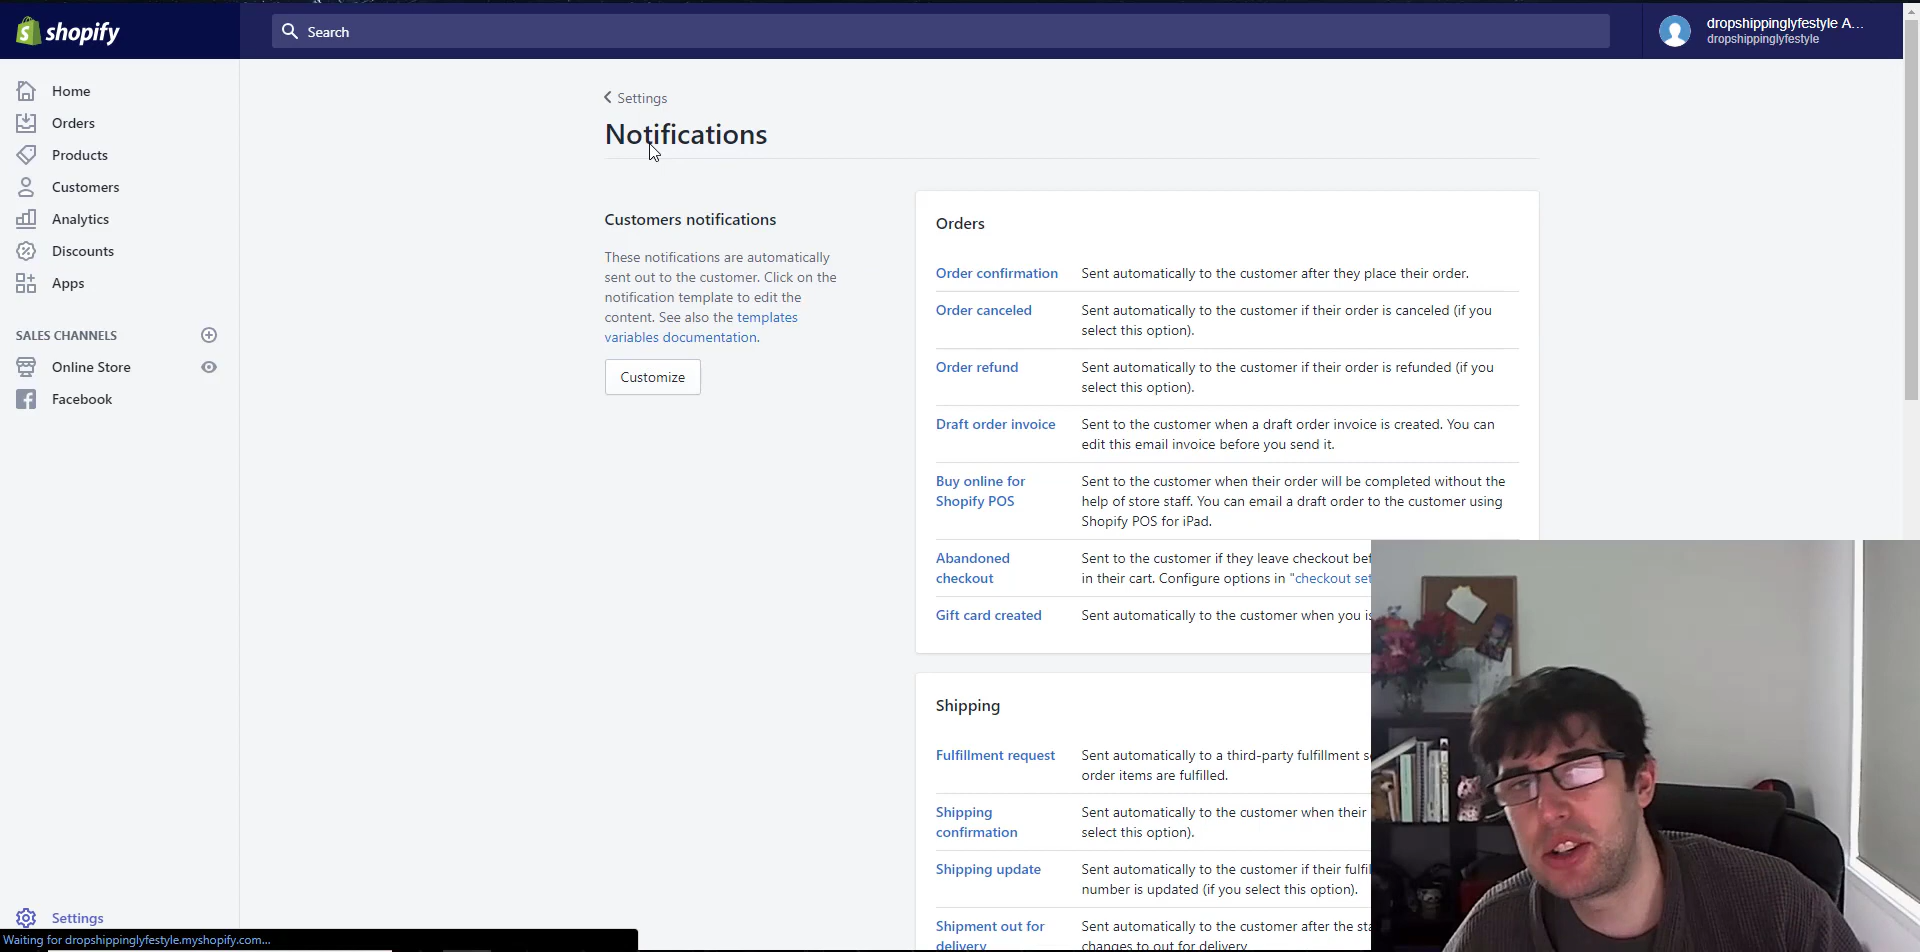 shopify
Search
dropshippinglyfestyle A...
dropshippinglyfestyle
Home
Orders
Products
Customers
Analytics
Discounts
Apps
SALES CHANNELS
Online Store
Facebook
Settings
Waiting for dropshippinglyfestyle.myshopify.com...
Settings
Notifications
Customers notifications
These notifications are automatically
sent out to the customer. Click on the
notification template to edit the
content. See also the templates
variables documentation.
Customize
Orders
Order confirmation Sent automatically to the customer after they place their order.
Order canceled Sent automatically to the customer if their order is canceled (if you
select this option).
Order refund Sent automatically to the customer if their order is refunded (if you
select this option).
Draft order invoice Sent to the customer when a draft order invoice is created. You can
edit this email invoice before you send it.
Buy online for Sent to the customer when their order will be completed without the
Shopify POS help of store staff. You can email a draft order to the customer using
Shopify POS for iPad.
Abandoned Sent to the customer if they leave checkout bef
checkout in their cart. Configure options in "checkout set
Gift card created Sent automatically to the customer when you is
Shipping
Fulfillment request Sent automatically to a third-party fulfillment s
order items are fulfilled.
Shipping Sent automatically to the customer when their
confirmation select this option).
Shipping update Sent automatically to the customer if their fulfil
number is updated (if you select this option).
Shipment out for Sent automatically to the customer after the sta
delivery changes to out for delivery